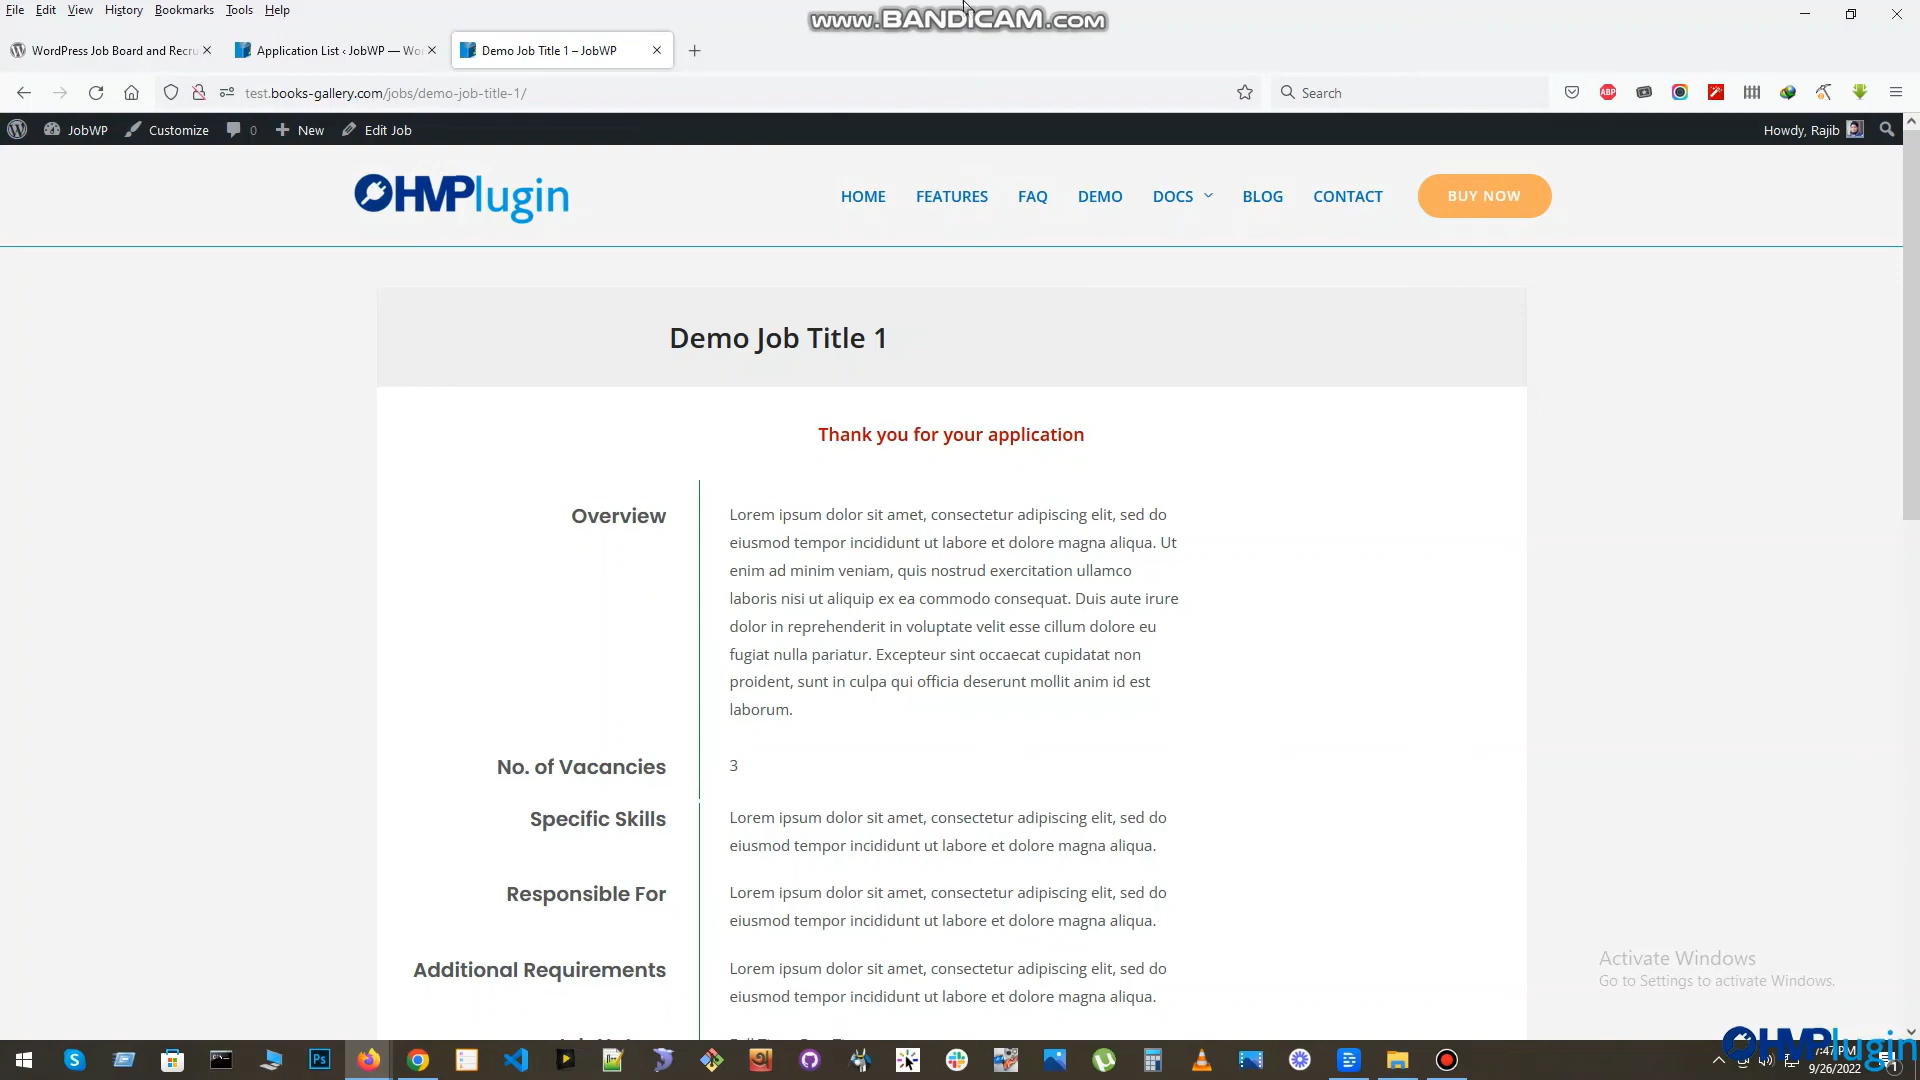 File Edit View History Bookmarks Tools Help
www.BANDICAM.com
WordPress Job Board and Recru
Application List ‹ JobWP — Wor
Demo Job Title 1 – JobWP
test.books-gallery.com/jobs/demo-job-title-1/
Search
JobWP Customize 0 New Edit Job
Howdy, Rajib
HMPlugin
HOME FEATURES FAQ DEMO DOCS BLOG CONTACT BUY NOW
Demo Job Title 1
Thank you for your application
Overview
Lorem ipsum dolor sit amet, consectetur adipiscing elit, sed do
eiusmod tempor incididunt ut labore et dolore magna aliqua. Ut
enim ad minim veniam, quis nostrud exercitation ullamco
laboris nisi ut aliquip ex ea commodo consequat. Duis aute irure
dolor in reprehenderit in voluptate velit esse cillum dolore eu
fugiat nulla pariatur. Excepteur sint occaecat cupidatat non
proident, sunt in culpa qui officia deserunt mollit anim id est
laborum.
No. of Vacancies
3
Specific Skills
Lorem ipsum dolor sit amet, consectetur adipiscing elit, sed do
eiusmod tempor incididunt ut labore et dolore magna aliqua.
Responsible For
Lorem ipsum dolor sit amet, consectetur adipiscing elit, sed do
eiusmod tempor incididunt ut labore et dolore magna aliqua.
Additional Requirements
Lorem ipsum dolor sit amet, consectetur adipiscing elit, sed do
eiusmod tempor incididunt ut labore et dolore magna aliqua.
Activate Windows
Go to Settings to activate Windows.
HMPlugin
:47 PM
9/26/2022